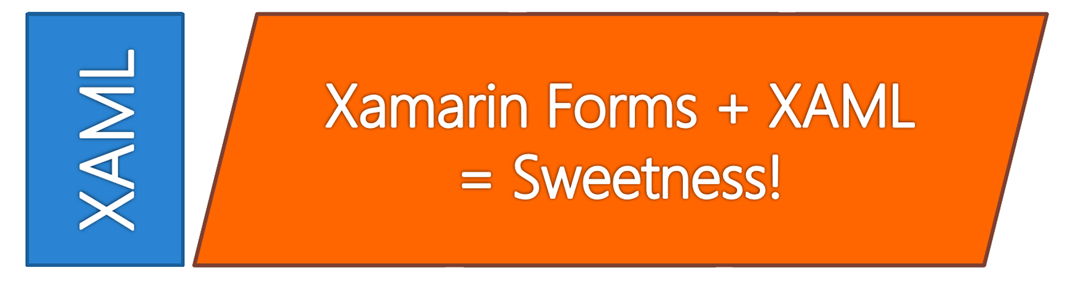 XAML
Xamarin Forms + XAML
= Sweetness!